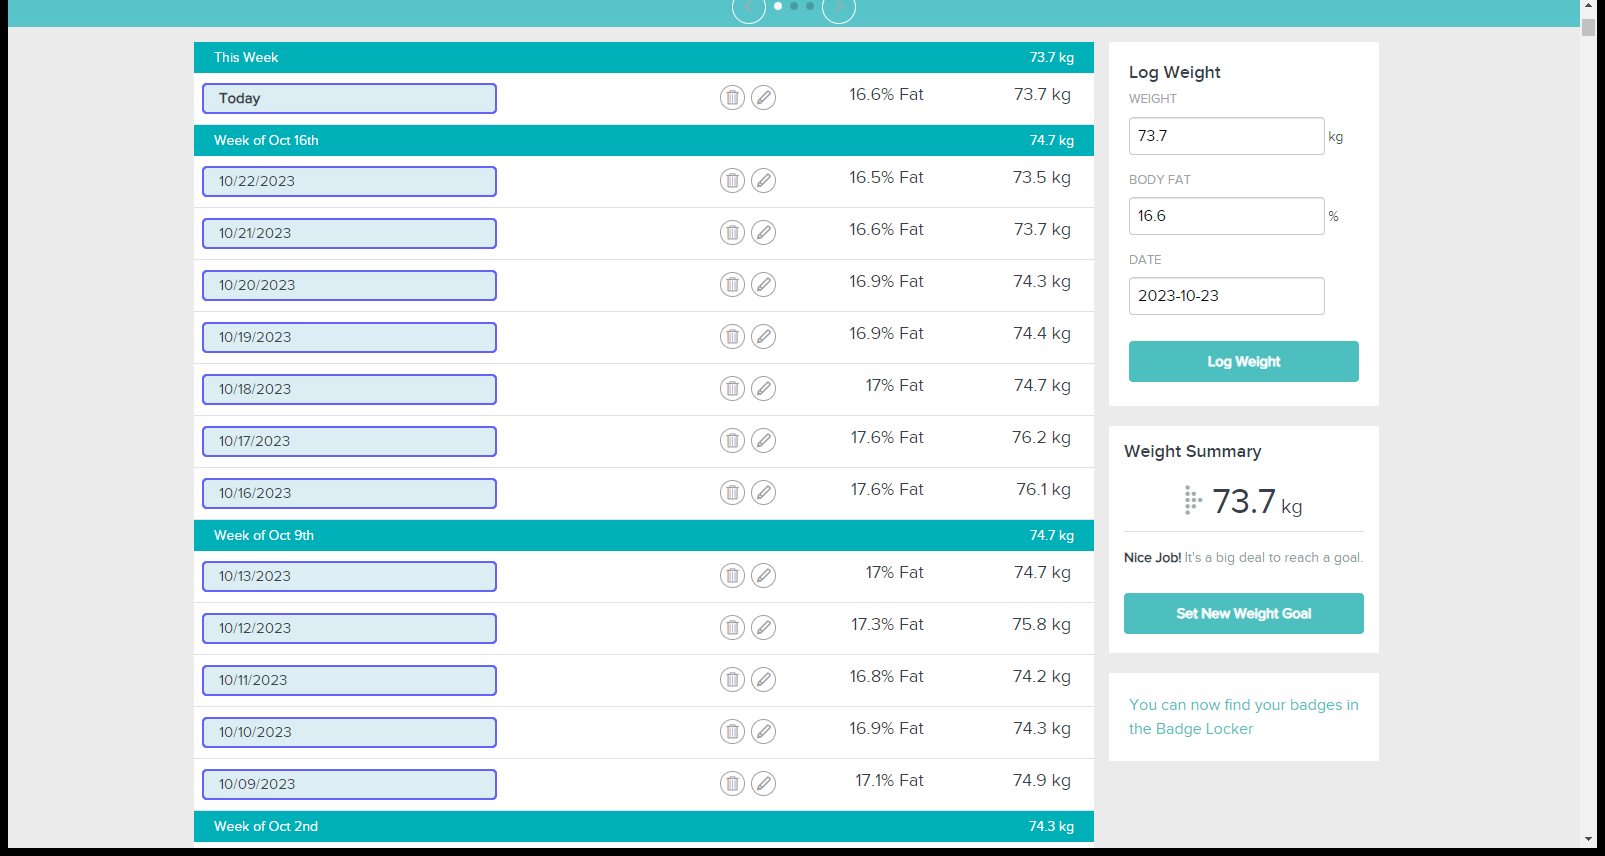 This Week 73.7 kg
Today 16.6% Fat 73.7 kg
Week of Oct 16th 74.7 kg
10/22/2023 16.5% Fat 73.5 kg
10/21/2023 16.6% Fat 73.7 kg
10/20/2023 16.9% Fat 74.3 kg
10/19/2023 16.9% Fat 74.4 kg
10/18/2023 17% Fat 74.7 kg
10/17/2023 17.6% Fat 76.2 kg
10/16/2023 17.6% Fat 76.1 kg
Week of Oct 9th 74.7 kg
10/13/2023 17% Fat 74.7 kg
10/12/2023 17.3% Fat 75.8 kg
10/11/2023 16.8% Fat 74.2 kg
10/10/2023 16.9% Fat 74.3 kg
10/09/2023 17.1% Fat 74.9 kg
Week of Oct 2nd 74.3 kg
Log Weight
WEIGHT
73.7 kg
BODY FAT
16.6 %
DATE
2023-10-23
Log Weight
Weight Summary
73.7 kg
Nice Job! It's a big deal to reach a goal.
Set New Weight Goal
You can now find your badges in
the Badge Locker